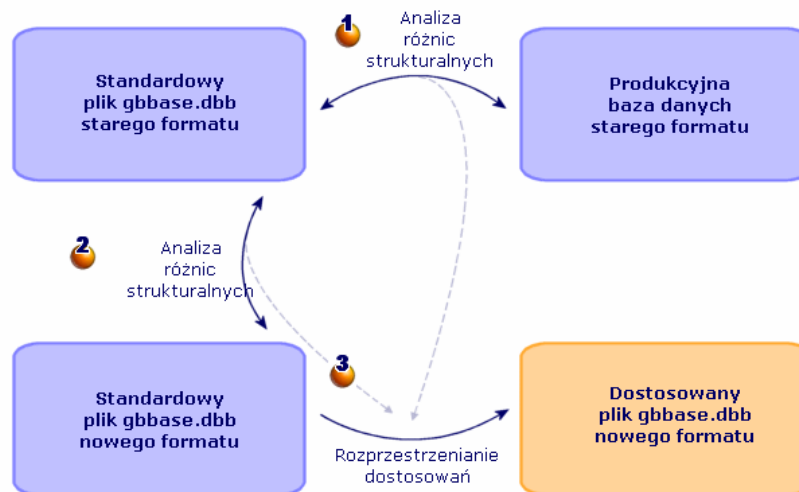 1
Analiza
różnic
strukturalnych
Standardowy
plik gbbase.dbb
starego formatu
Produkcyjna
baza danych
starego formatu
2
Analiza
różnic
strukturalnych
3
Standardowy
plik gbbase.dbb
nowego formatu
Dostosowany
plik gbbase.dbb
nowego formatu
Rozprzestrzenianie
dostosowań